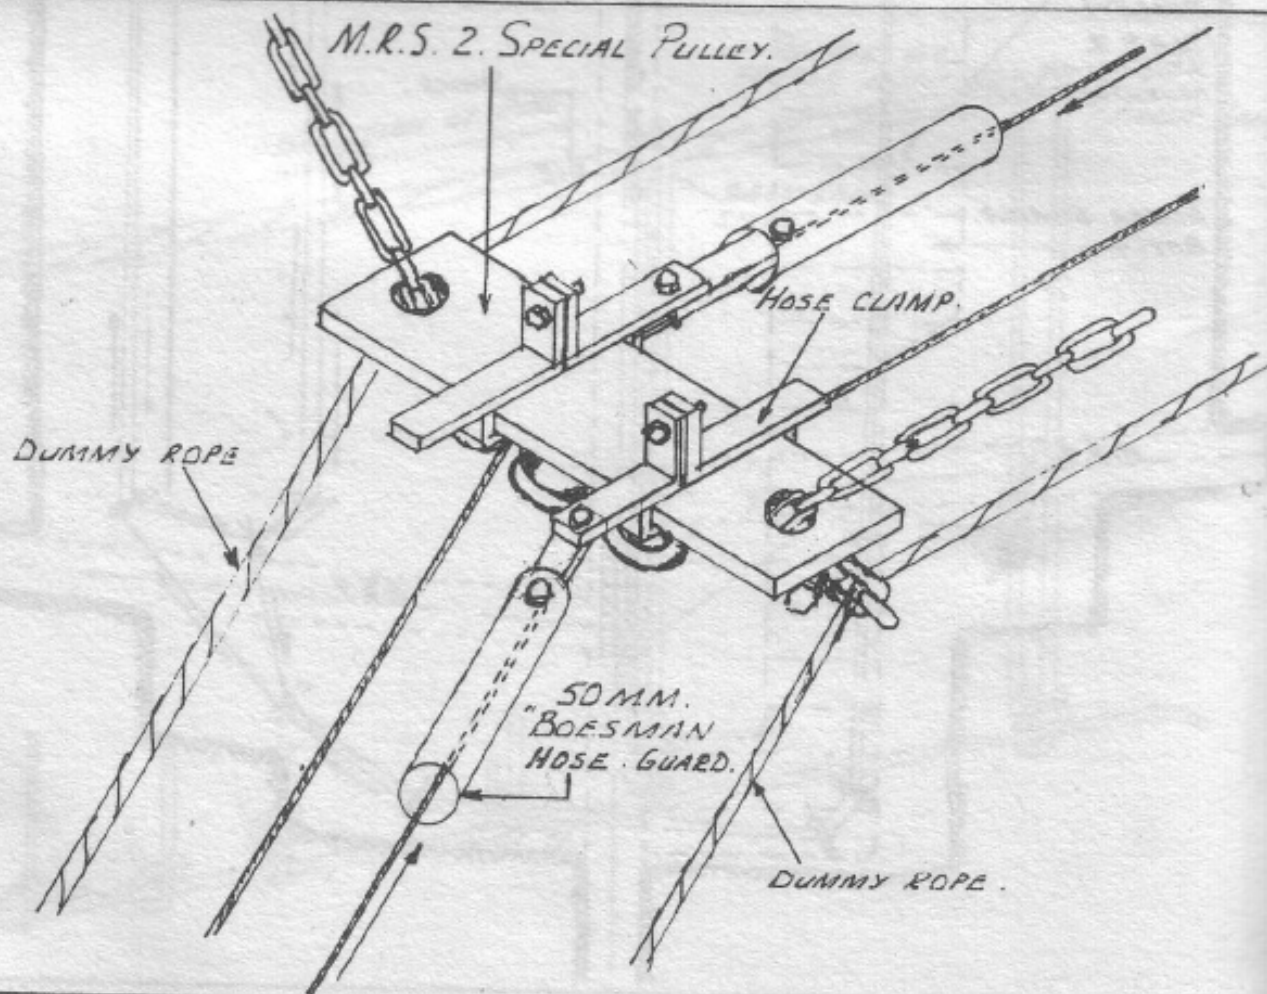 M.R.S. 2. SPECIAL PULLEY.
HOSE CLAMP.
DUMMY ROPE
50MM.
"BOESMAN
HOSE. GUARD.
DUMMY ROPE.